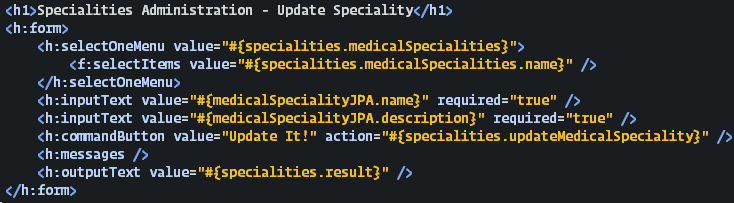 <h1>Specialities Administration - Update Speciality</h1>
<h:form>
    <h:selectOneMenu value="#{specialities.medicalSpecialities}">
        <f:selectItems value="#{specialities.medicalSpecialities.name}" />
    </h:selectOneMenu>
    <h:inputText value="#{medicalSpecialityJPA.name}" required="true" />
    <h:inputText value="#{medicalSpecialityJPA.description}" required="true" />
    <h:commandButton value="Update It!" action="#{specialities.updateMedicalSpeciality}" />
    <h:messages />
    <h:outputText value="#{specialities.result}" />
</h:form>